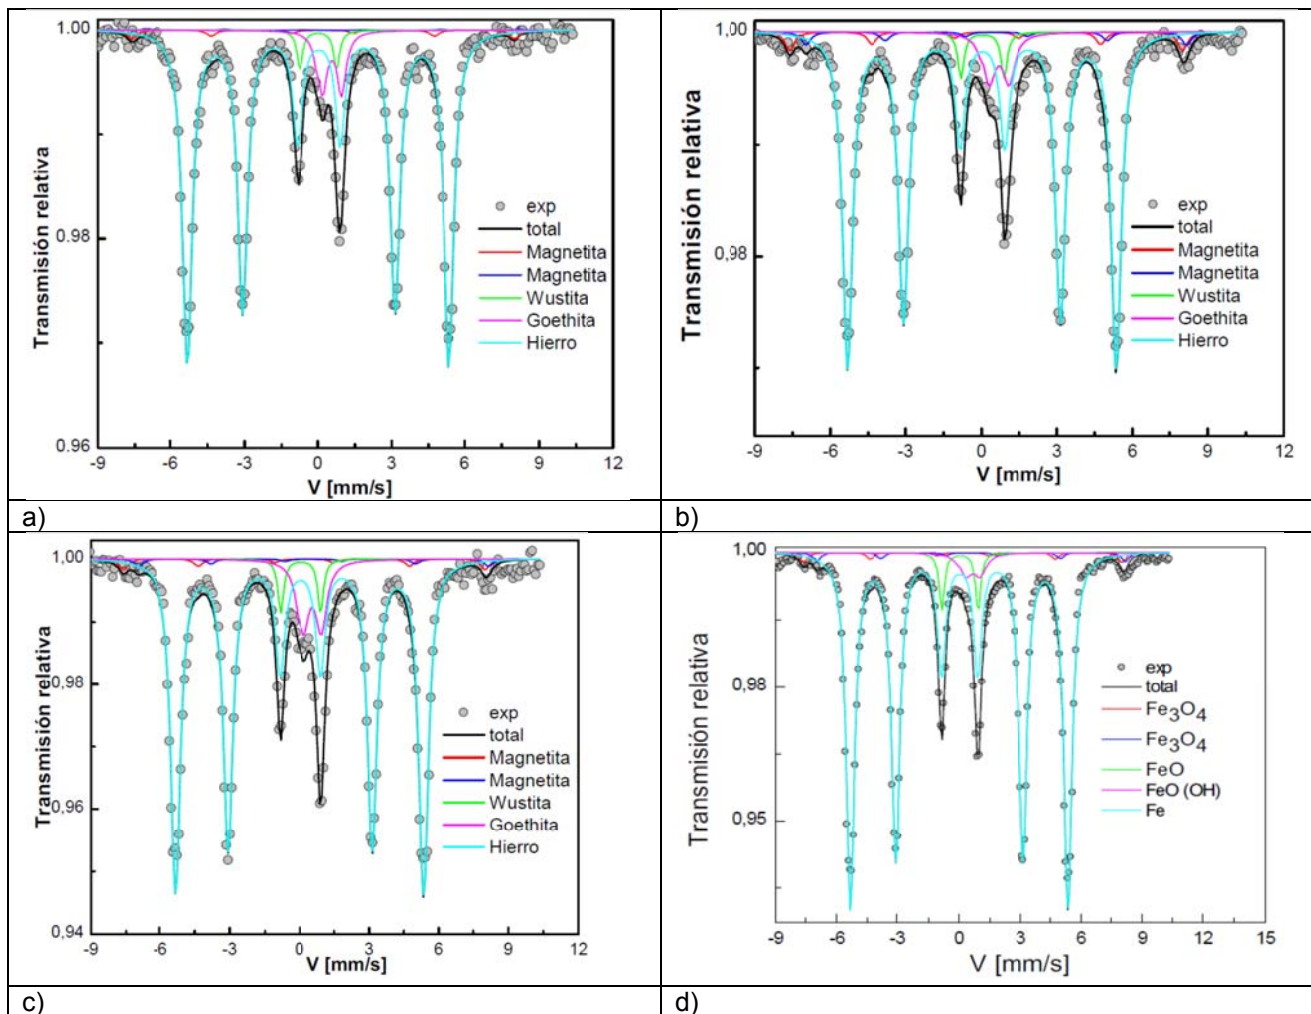 1.00
0.98
0.96
Transmisión relativa
exp
total
Magnetita
Magnetita
Wustita
Goethita
Hierro
-9 -6 -3 0 3 6 9 12
V [mm/s]
a)
1,00
0,98
Transmisión relativa
exp
total
Magnetita
Magnetita
Wustita
Goethita
Hierro
-9 -6 -3 0 3 6 9 12
V [mm/s]
b)
1,00
0,98
0,96
0,94
Transmisión relativa
exp
total
Magnetita
Magnetita
Wustita
Goethita
Hierro
-9 -6 -3 0 3 6 9 12
V [mm/s]
c)
1,00
0,98
0,95
Transmisión relativa
exp
total
Fe3O4
Fe3O4
FeO
FeO (OH)
Fe
-9 -6 -3 0 3 6 9 12 15
V [mm/s]
d)